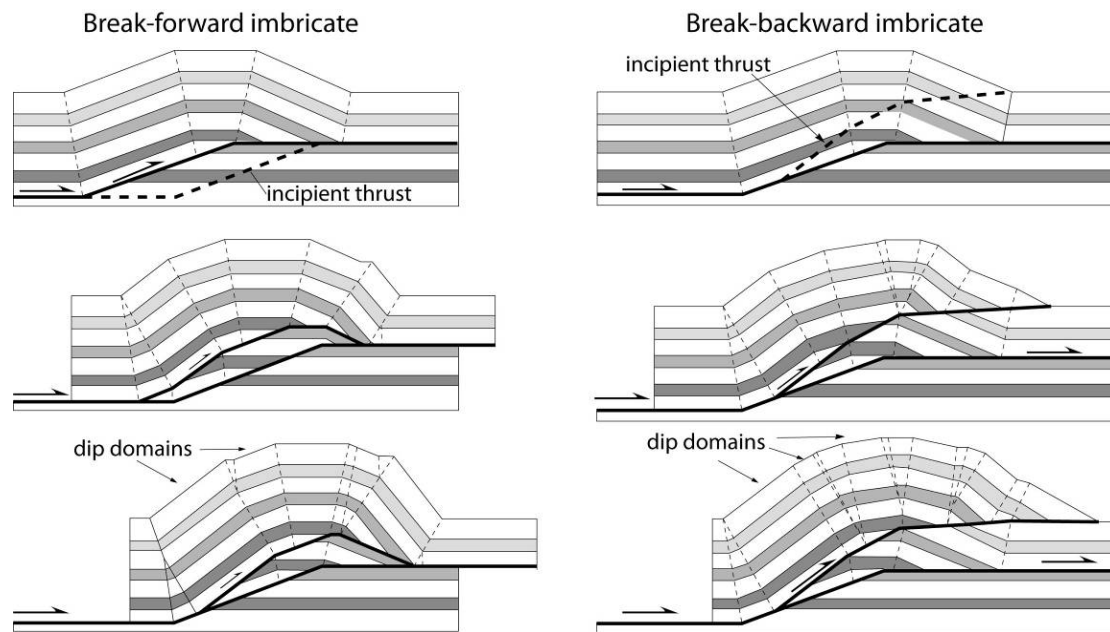 Break-forward imbricate
Break-backward imbricate
incipient thrust
incipient thrust
dip domains
dip domains